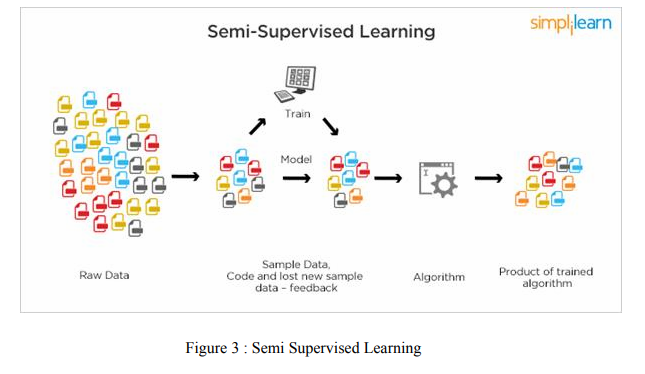 Semi-Supervised Learning
simplilearn
Train
Model
Raw Data
Sample Data,
Code and lost new sample
data – feedback
Algorithm
Product of trained
algorithm
Figure 3 : Semi Supervised Learning